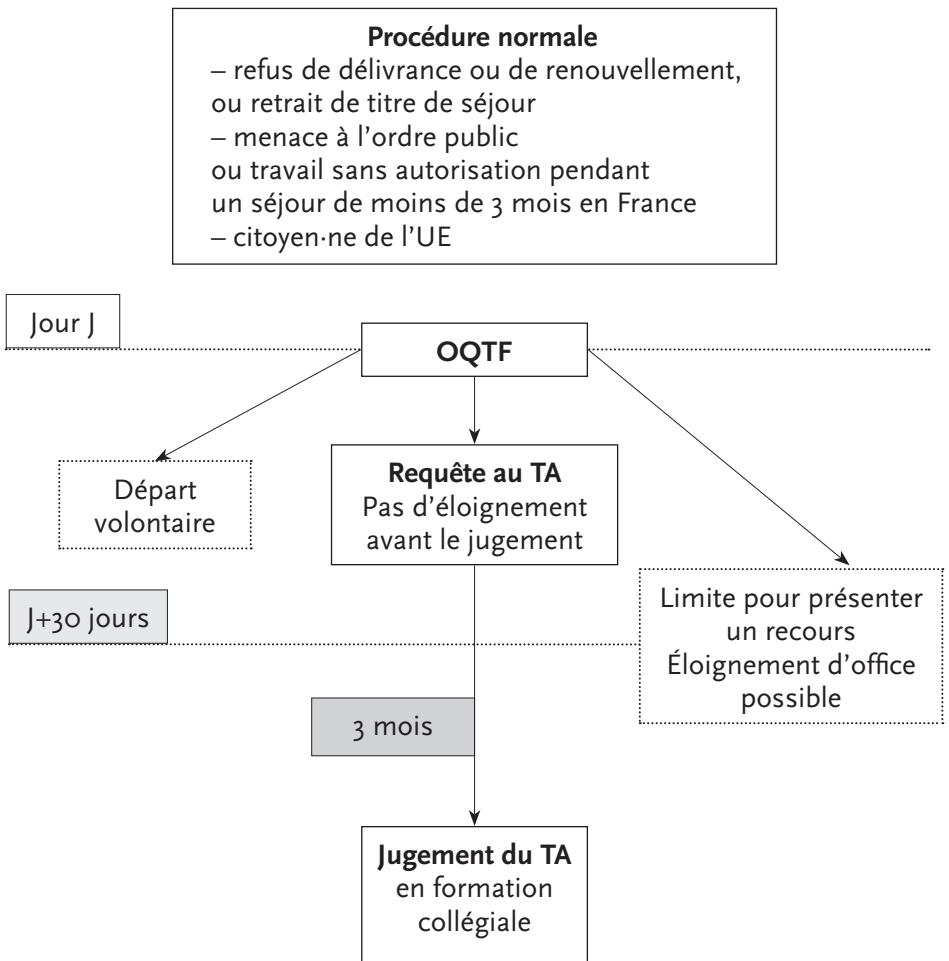 Procédure normale
– refus de délivrance ou de renouvellement,
ou retrait de titre de séjour
– menace à l’ordre public
ou travail sans autorisation pendant
un séjour de moins de 3 mois en France
– citoyen·ne de l’UE
Jour J
OQTF
Départ
volontaire
Requête au TA
Pas d’éloignement
avant le jugement
Limite pour présenter
un recours
Éloignement d’office
possible
J+30 jours
3 mois
Jugement du TA
en formation
collégiale